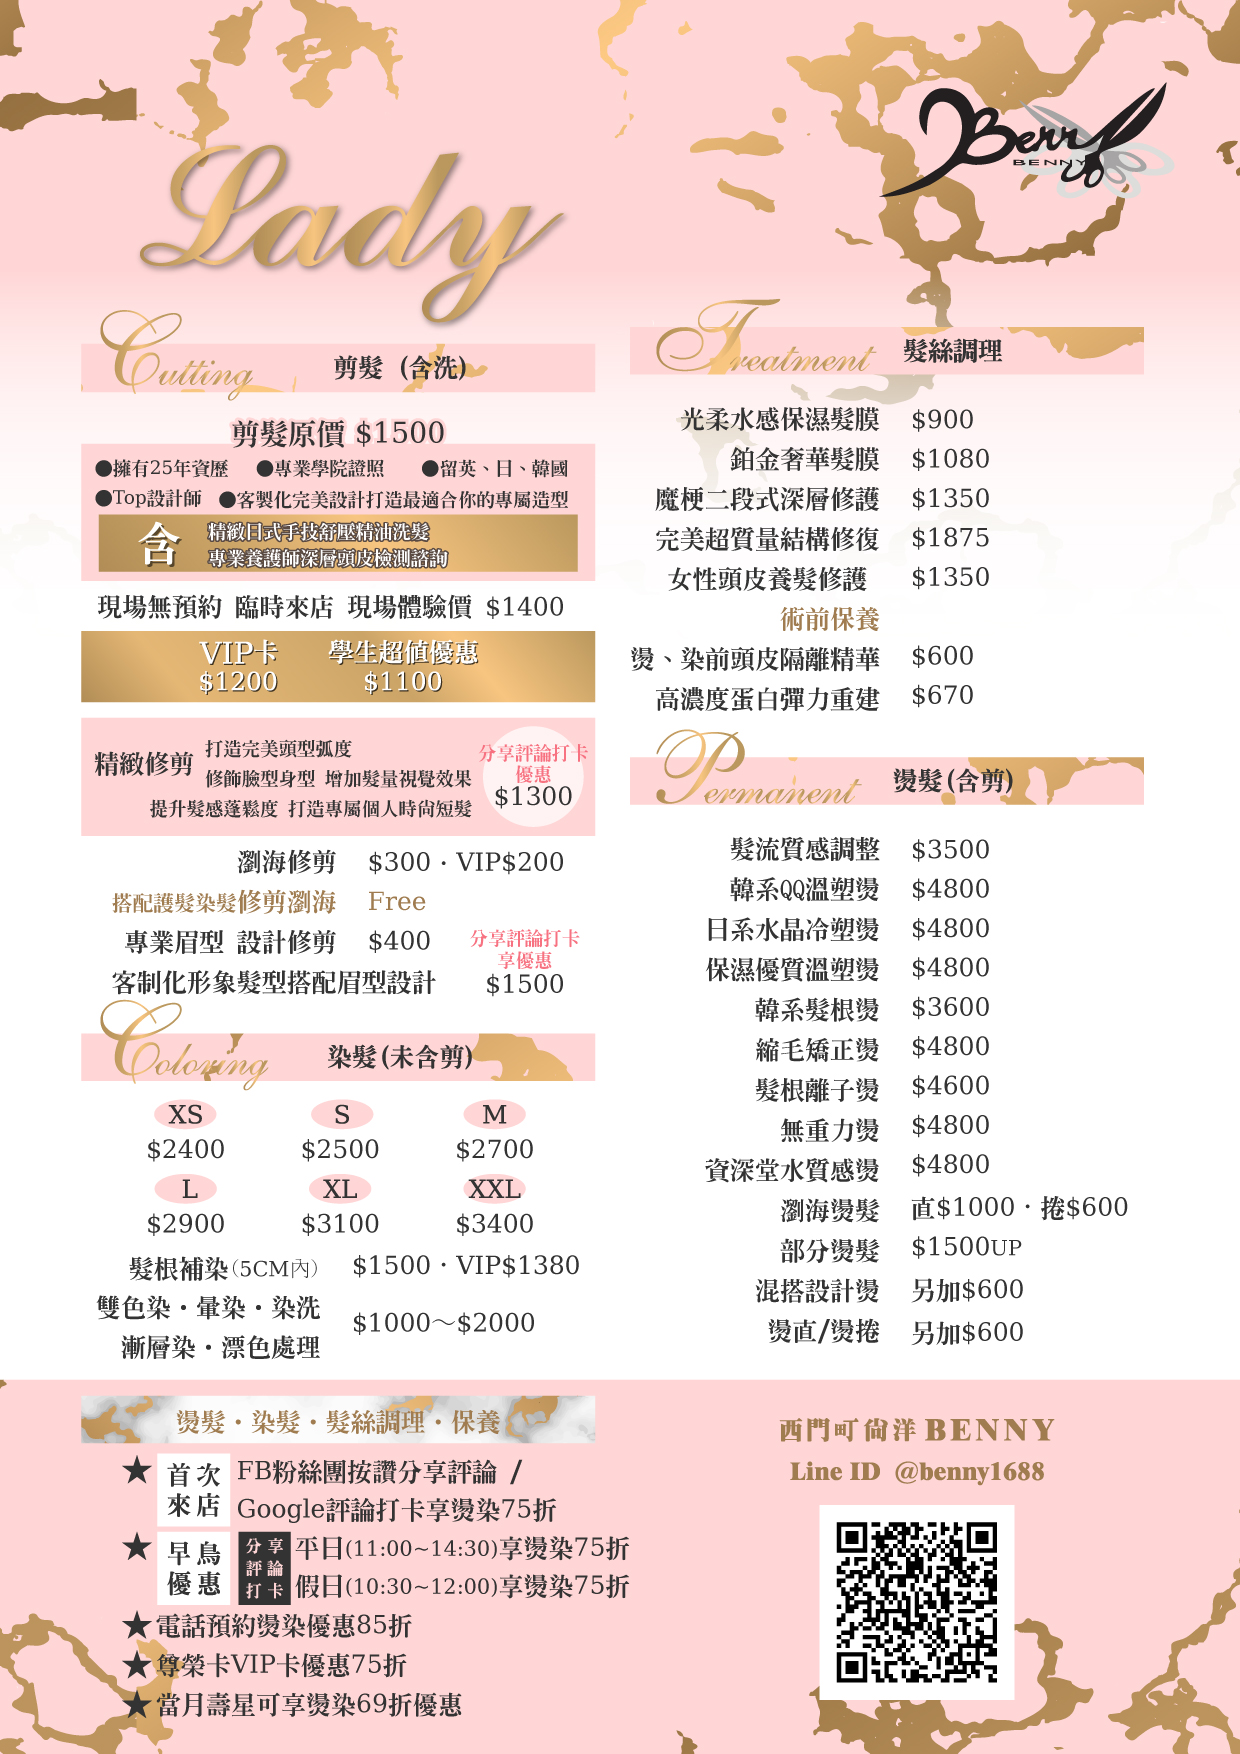 Benny
BENNY
Lady
Cutting 剪髮 (含洗)
剪髮原價 $1500
●擁有25年資歷 ●專業學院證照 ●留英、日、韓國
●Top設計師 ●客製化完美設計打造最適合你的專屬造型
含 精緻日式手技舒壓精油洗髮
專業養護師深層頭皮檢測諮詢
現場無預約 臨時來店 現場體驗價 $1400
VIP卡 學生超值優惠
$1200 $1100
精緻修剪 打造完美頭型弧度
修飾臉型身型 增加髮量視覺效果
提升髮感蓬鬆度 打造專屬個人時尚短髮
分享評論打卡
優惠
$1300
瀏海修剪 $300·VIP$200
搭配護髮染髮修剪瀏海 Free
專業眉型 設計修剪 $400
客制化形象髮型搭配眉型設計
分享評論打卡
享優惠
$1500
Coloring 染髮(未含剪)
XS S M
$2400 $2500 $2700
L XL XXL
$2900 $3100 $3400
髮根補染(5CM內) $1500·VIP$1380
雙色染·暈染·染洗
漸層染·漂色處理
$1000~$2000
Treatment 髮絲調理
光柔水感保濕髮膜 $900
鉑金奢華髮膜 $1080
魔梗二段式深層修護 $1350
完美超質量結構修復 $1875
女性頭皮養髮修護 $1350
術前保養
燙、染前頭皮隔離精華 $600
高濃度蛋白彈力重建 $670
Permanent 燙髮(含剪)
髮流質感調整 $3500
韓系QQ溫塑燙 $4800
日系水晶冷塑燙 $4800
保濕優質溫塑燙 $4800
韓系髮根燙 $3600
縮毛矯正燙 $4800
髮根離子燙 $4600
無重力燙 $4800
資深堂水質感燙 $4800
瀏海燙髮 直$1000·捲$600
部分燙髮 $1500UP
混搭設計燙 另加$600
燙直/燙捲 另加$600
燙髮·染髮·髮絲調理·保養
★ 首次來店 FB粉絲團按讚分享評論 /
Google評論打卡享燙染75折
★ 早鳥優惠 分享評論打卡 平日(11:00~14:30)享燙染75折
假日(10:30~12:00)享燙染75折
★電話預約燙染優惠85折
★尊榮卡VIP卡優惠75折
★當月壽星可享燙染69折優惠
西門町尚洋BENNY
Line ID @benny1688